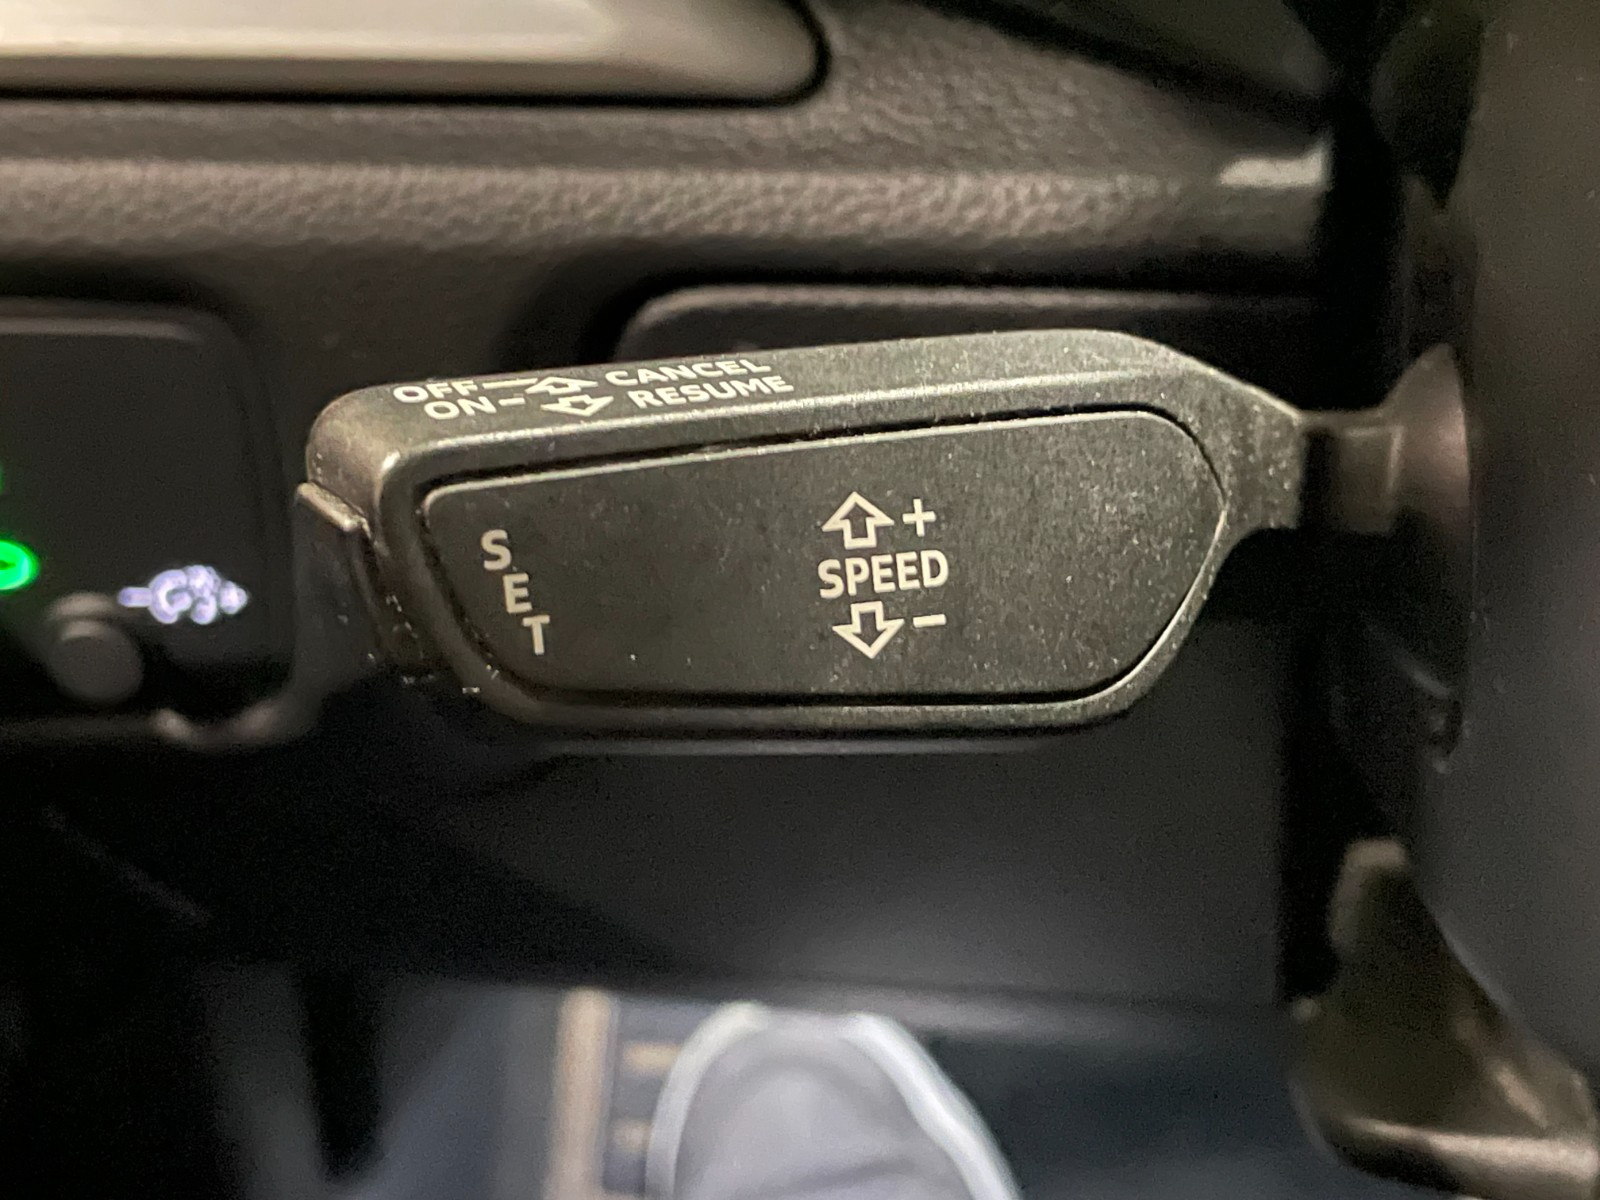 OFF CANCEL
ON RESUME
SET
+
SPEED
-